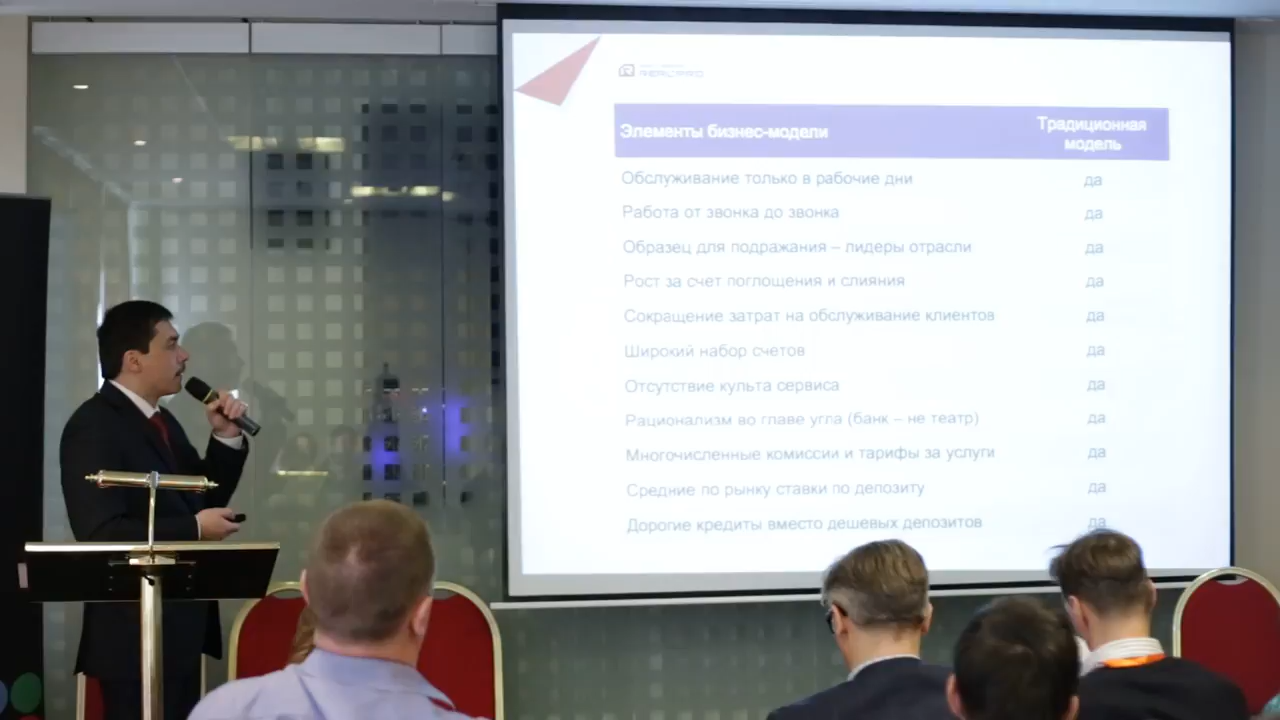 Элементы бизнес-модели Традиционная модель
Обслуживание только в рабочие дни да
Работа от звонка до звонка да
Образец для подражания – лидеры отрасли да
Рост за счет поглощения и слияния да
Сокращение затрат на обслуживание клиентов да
Широкий набор счетов да
Отсутствие культа сервиса да
Рационализм во главе угла (банк – не театр) да
Многочисленные комиссии и тарифы за услуги да
Средние по рынку ставки по депозиту да
Дорогие кредиты вместо дешевых депозитов да